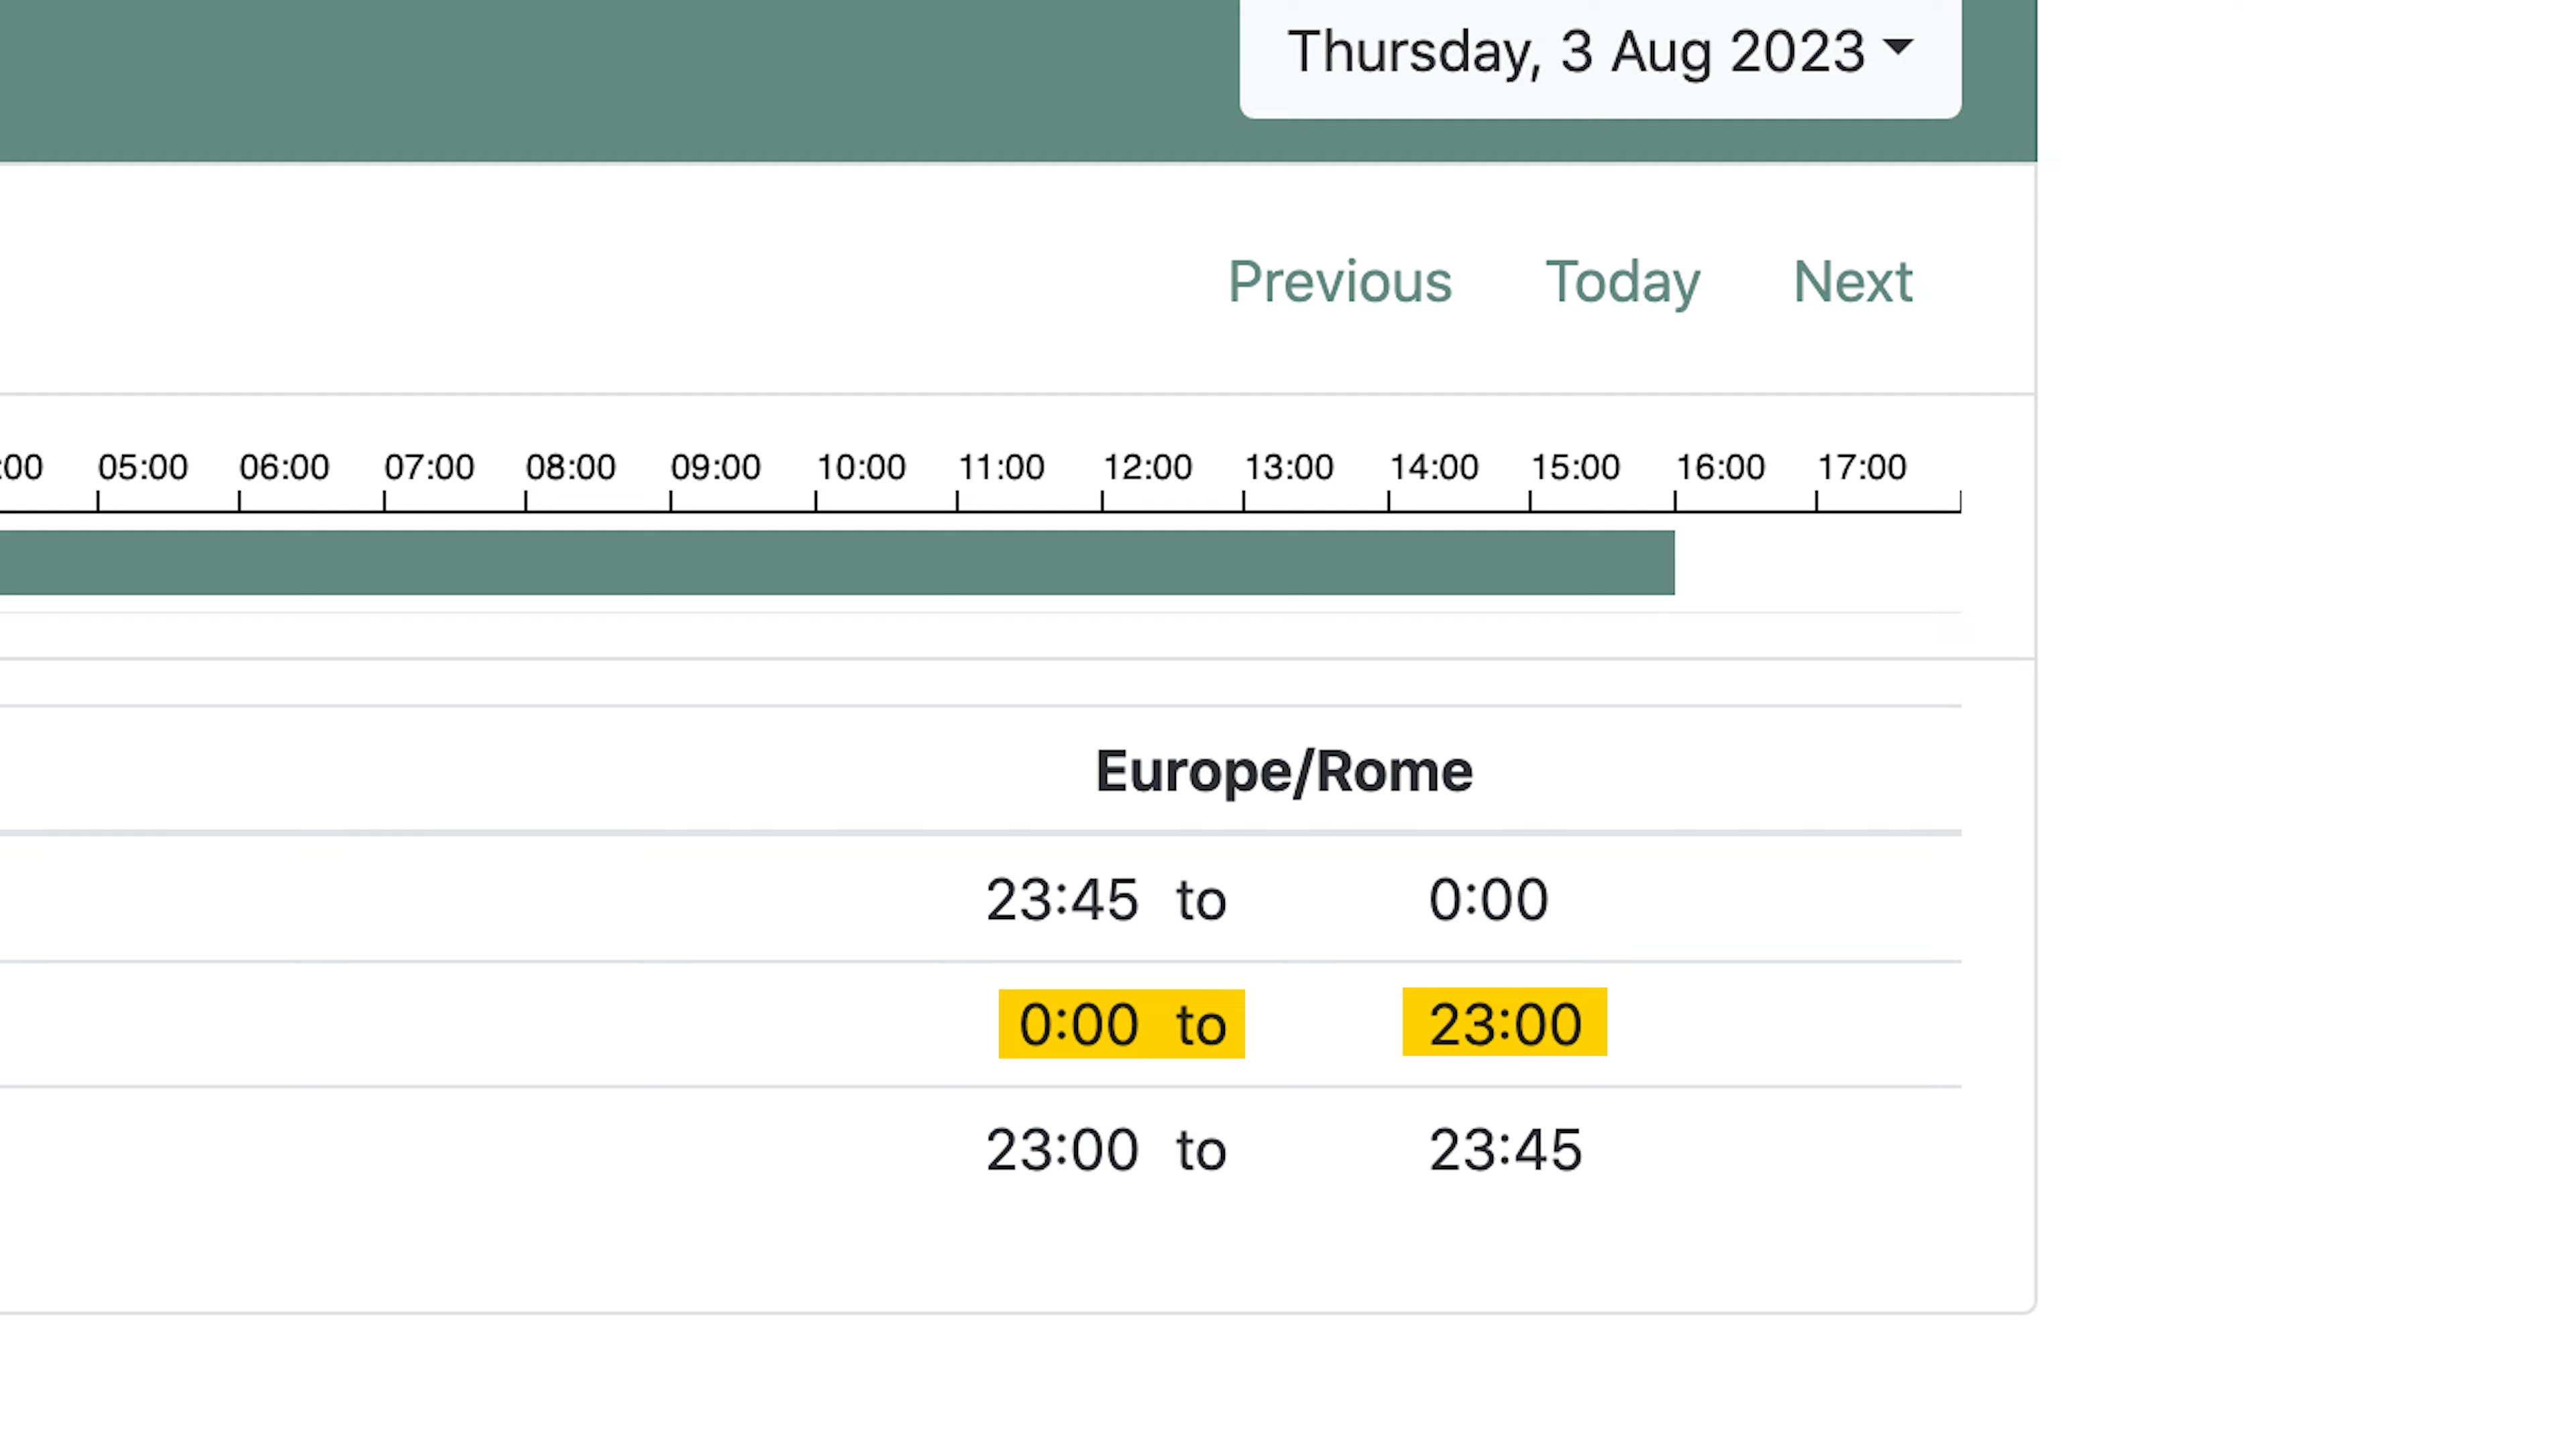 Thursday, 3 Aug 2023
Previous Today Next
:00 05:00 06:00 07:00 08:00 09:00 10:00 11:00 12:00 13:00 14:00 15:00 16:00 17:00
Europe/Rome
23:45 to 0:00
0:00 to 23:00
23:00 to 23:45